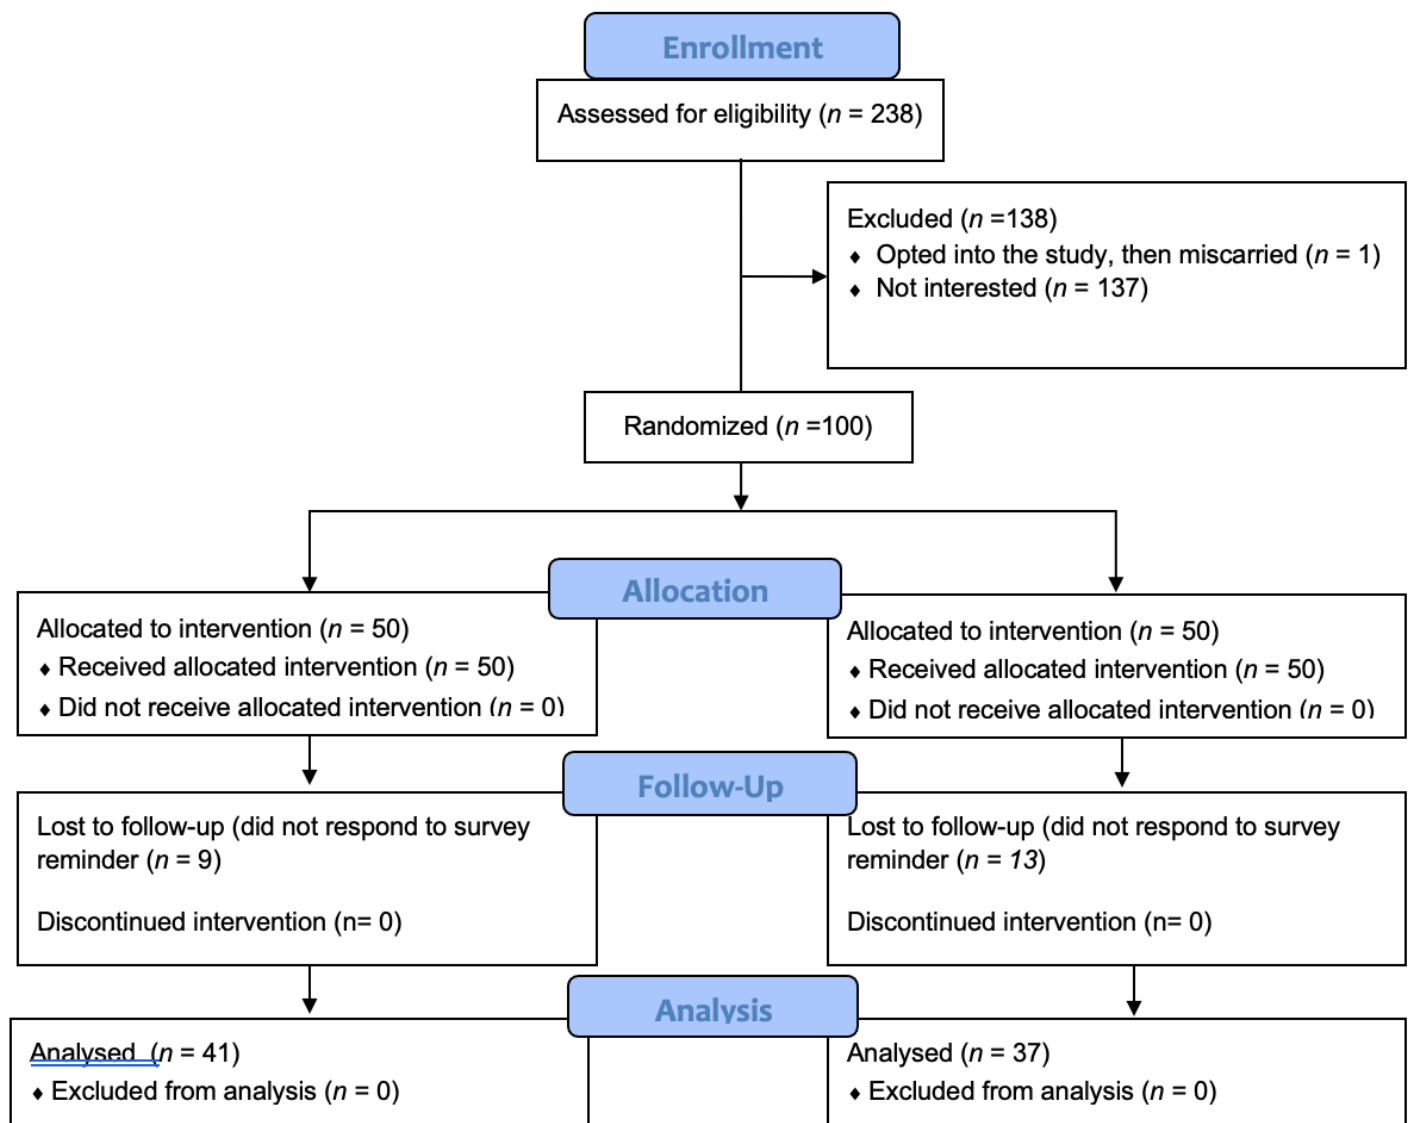 Enrollment
Assessed for eligibility (n = 238)
Excluded (n =138)
♦ Opted into the study, then miscarried (n = 1)
♦ Not interested (n = 137)
Randomized (n =100)
Allocation
Allocated to intervention (n = 50)
♦ Received allocated intervention (n = 50)
♦ Did not receive allocated intervention (n = 0)
Allocated to intervention (n = 50)
♦ Received allocated intervention (n = 50)
♦ Did not receive allocated intervention (n = 0)
Follow-Up
Lost to follow-up (did not respond to survey
reminder (n = 9)
Discontinued intervention (n= 0)
Lost to follow-up (did not respond to survey
reminder (n = 13)
Discontinued intervention (n= 0)
Analysis
Analysed (n = 41)
♦ Excluded from analysis (n = 0)
Analysed (n = 37)
♦ Excluded from analysis (n = 0)